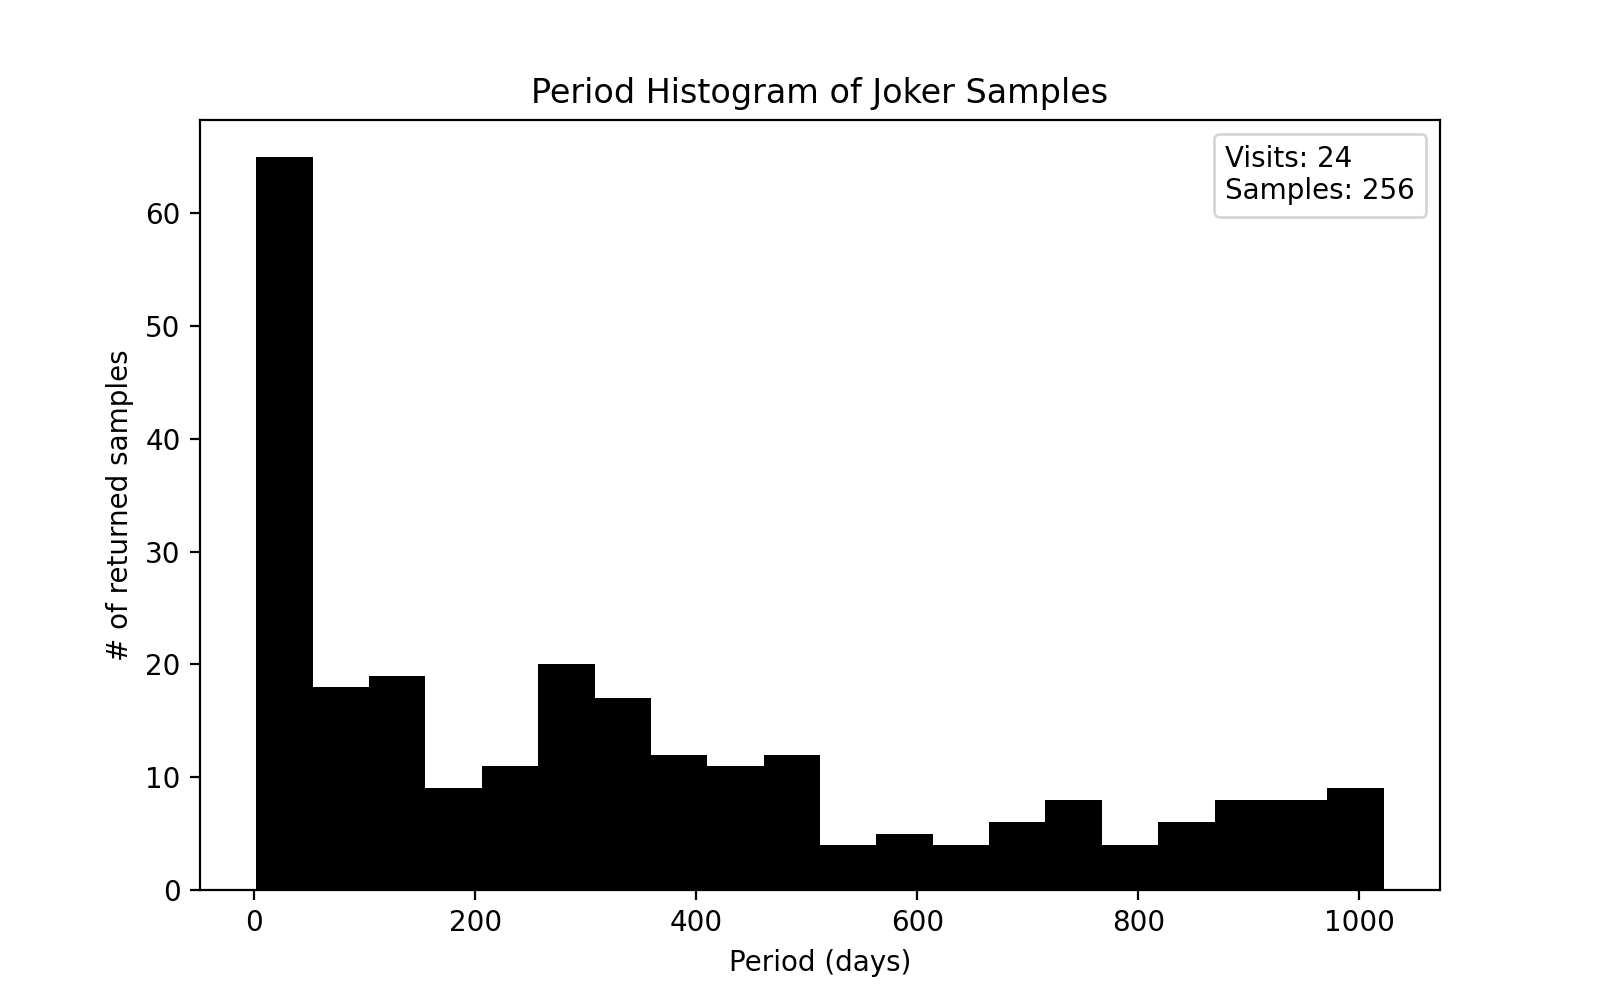 Period Histogram of Joker Samples
Visits: 24
Samples: 256
# of returned samples
60
50
40
30
20
10
0
0 200 400 600 800 1000
Period (days)